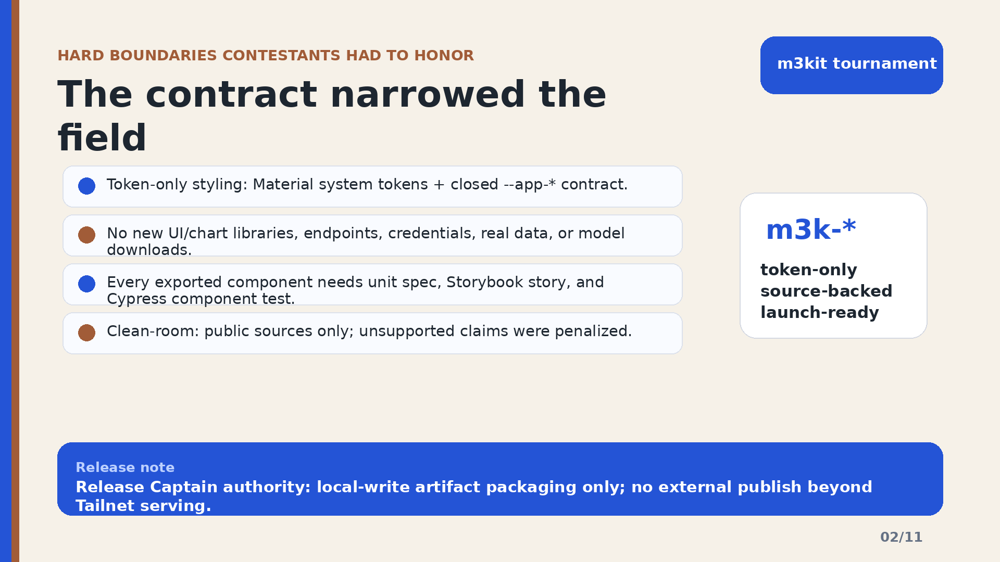 HARD BOUNDARIES CONTESTANTS HAD TO HONOR
m3kit tournament
The contract narrowed the
field
Token-only styling: Material system tokens + closed --app-* contract.
No new UI/chart libraries, endpoints, credentials, real data, or model
downloads.
Every exported component needs unit spec, Storybook story, and
Cypress component test.
Clean-room: public sources only; unsupported claims were penalized.
m3k-*
token-only
source-backed
launch-ready
Release note
Release Captain authority: local-write artifact packaging only; no external publish beyond
Tailnet serving.
02/11